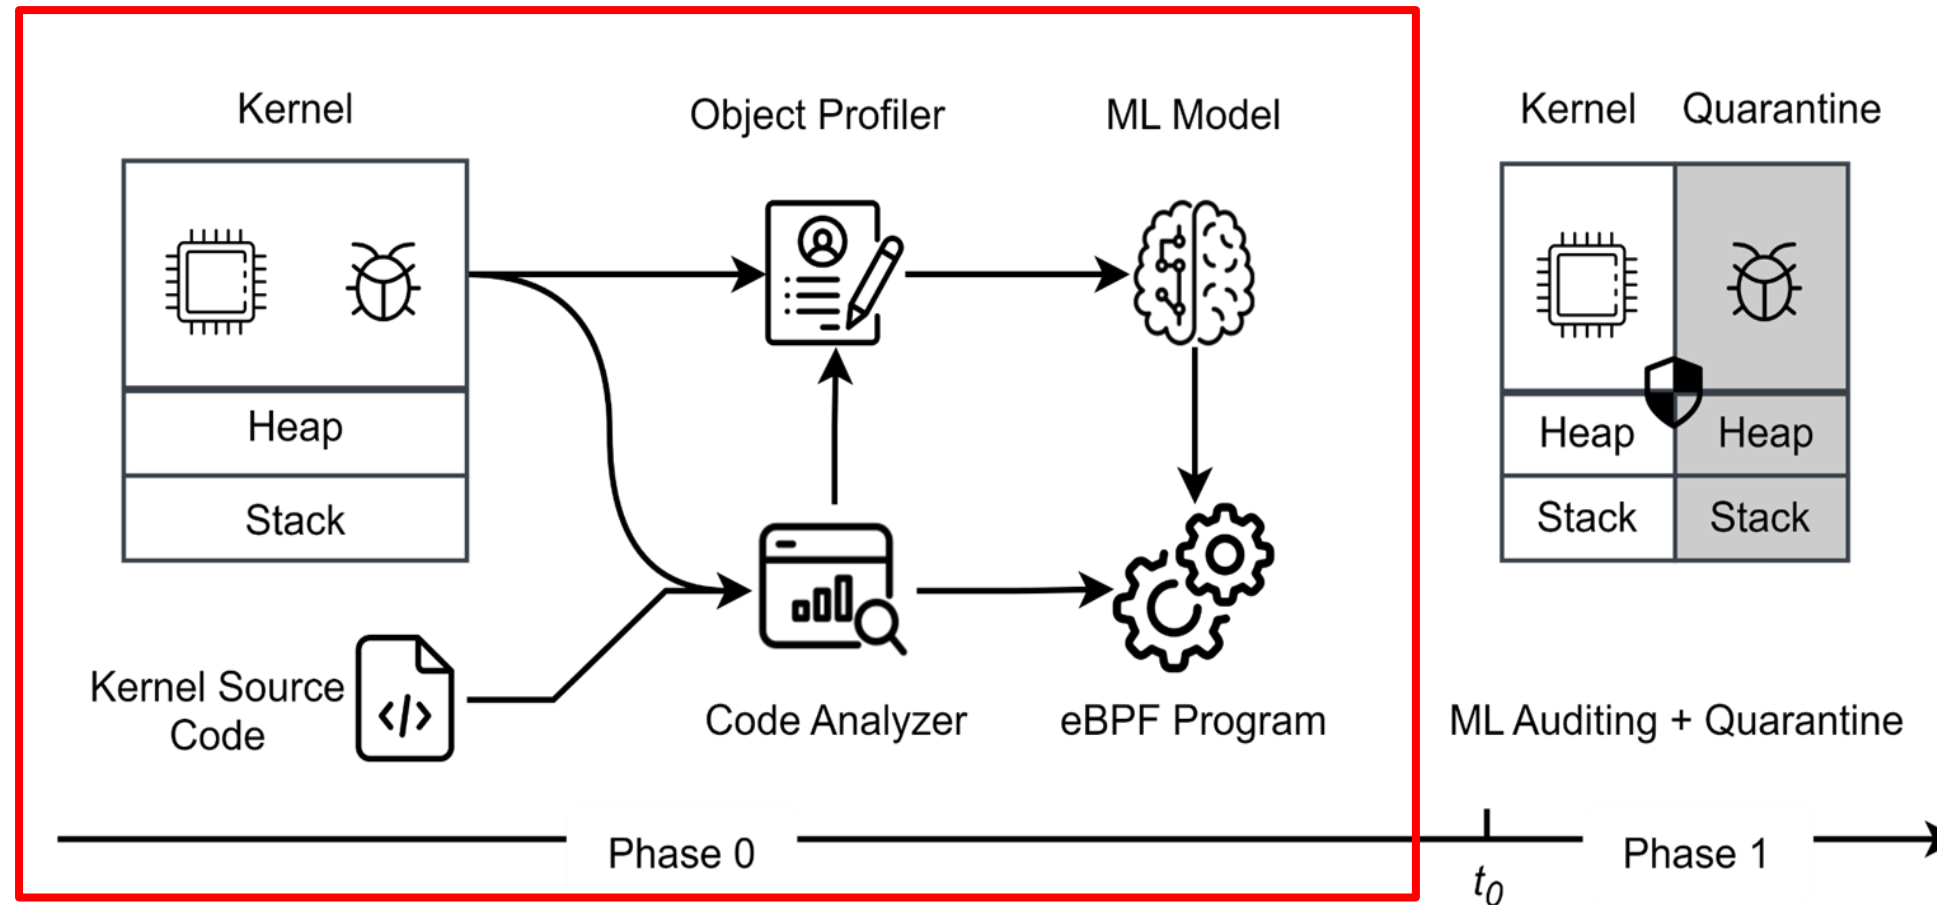 Kernel
Object Profiler
ML Model
Kernel
Quarantine
Heap
Stack
Heap
Heap
Stack
Stack
</>
Kernel Source
Code
Code Analyzer
eBPF Program
ML Auditing + Quarantine
Phase 0
Phase 1
t0